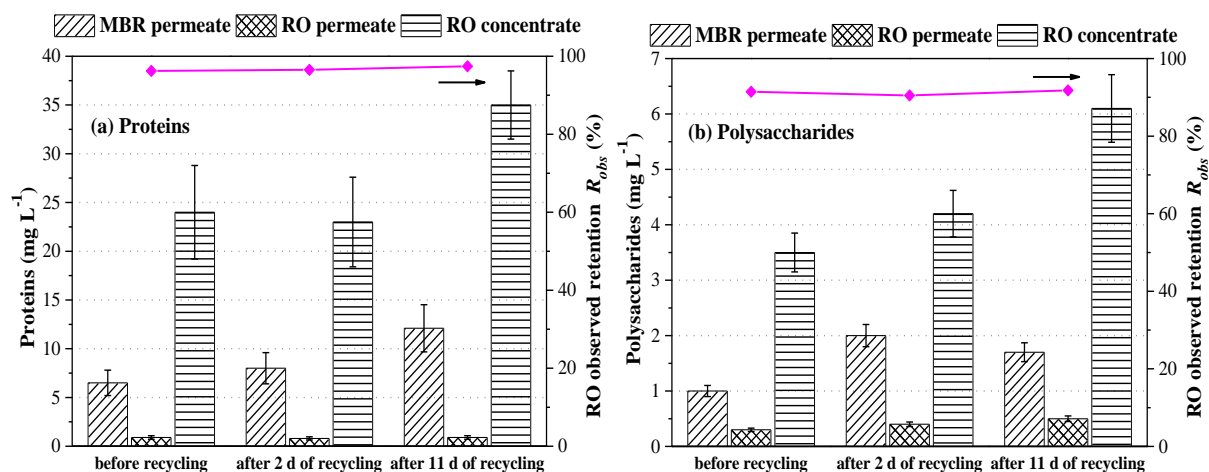 MBR permeate RO permeate RO concentrate
40
35
30
25
20
15
10
5
0
Proteins (mg L⁻¹)
(a) Proteins
100
80
60
40
20
0
RO observed retention R_obs (%)
before recycling after 2 d of recycling after 11 d of recycling
MBR permeate RO permeate RO concentrate
7
6
5
4
3
2
1
0
Polysaccharides (mg L⁻¹)
(b) Polysaccharides
100
80
60
40
20
0
RO observed retention R_obs (%)
before recycling after 2 d of recycling after 11 d of recycling